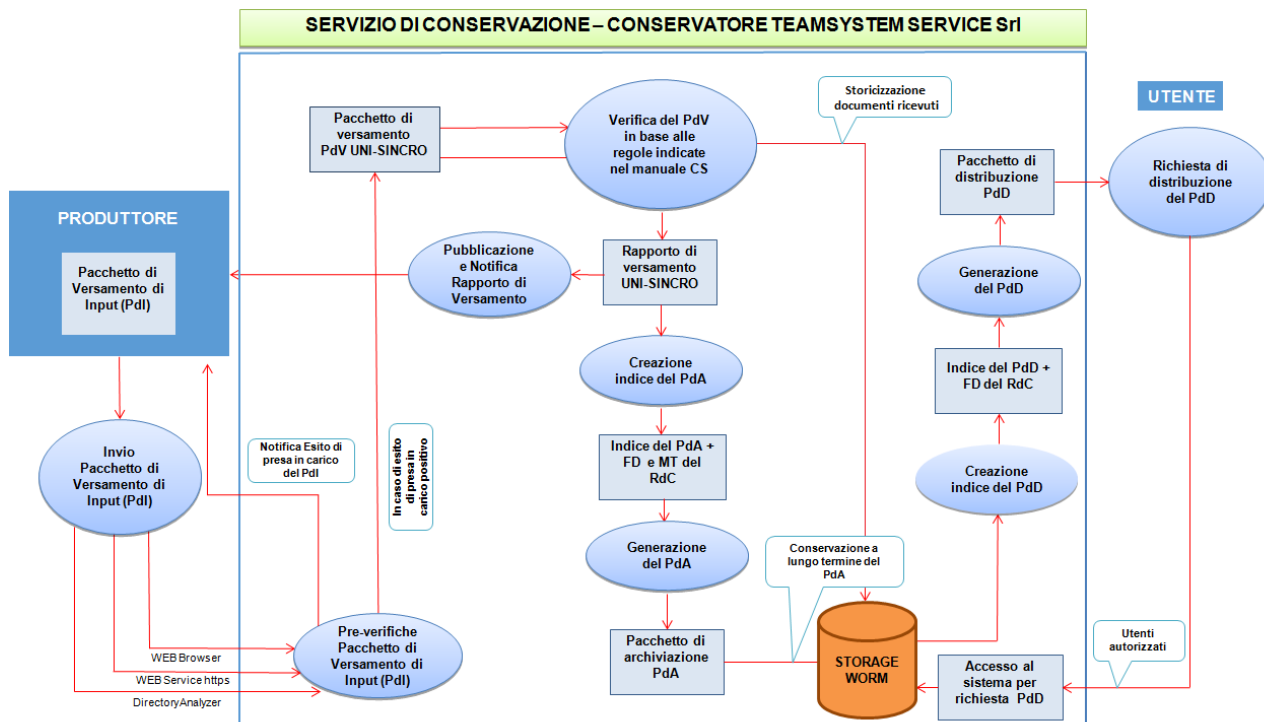 SERVIZIO DI CONSERVAZIONE – CONSERVATORE TEAMSYSTEM SERVICE Srl
Pacchetto di
versamento
PdV UNI-SINCRO
Verifica del PdV
in base alle
regole indicate
nel manuale CS
Storicizzazione
documenti ricevuti
UTENTE
Pacchetto di
distribuzione
PdD
Richiesta di
distribuzione
del PdD
PRODUTTORE
Pacchetto di
Versamento di
Input (PdI)
Pubblicazione
e Notifica
Rapporto di
Versamento
Rapporto di
versamento
UNI-SINCRO
Generazione
del PdD
Creazione
indice del PdA
Indice del PdD +
FD del RdC
Invio
Pacchetto di
Versamento di
Input (PdI)
Notifica Esito di
presa in carico
del PdI
In caso di esito
di presa in
carico positivo
Indice del PdA +
FD e MT del
RdC
Creazione
indice del PdD
Generazione
del PdA
Conservazione a
lungo termine del
PdA
Pre-verifiche
Pacchetto di
Versamento di
Input (PdI)
Pacchetto di
archiviazione
PdA
STORAGE
WORM
Accesso al
sistema per
richiesta PdD
Utenti
autorizzati
WEB Browser
WEB Service https
DirectoryAnalyzer